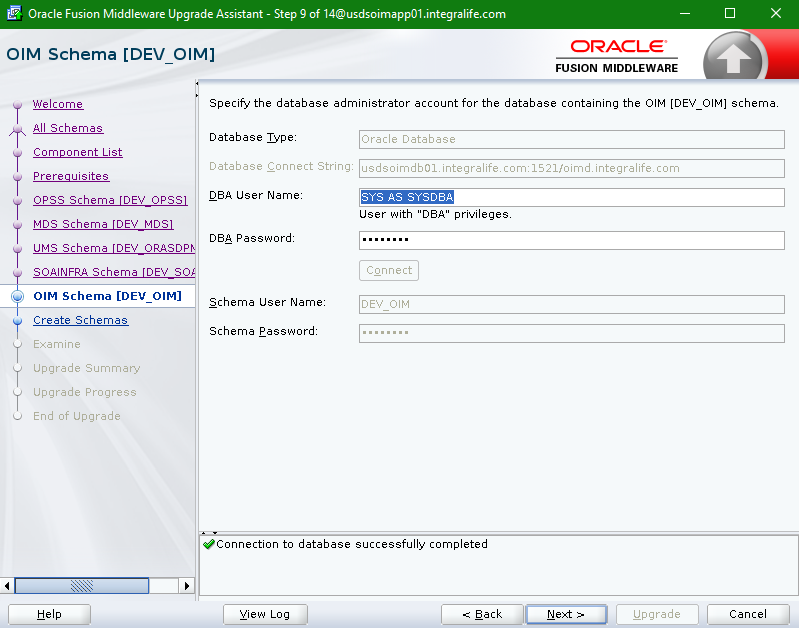 Oracle Fusion Middleware Upgrade Assistant - Step 9 of 14@usdsoimapp01.integralife.com
OIM Schema [DEV_OIM]
ORACLE
FUSION MIDDLEWARE
Welcome
All Schemas
Component List
Prerequisites
OPSS Schema [DEV_OPSS]
MDS Schema [DEV_MDS]
UMS Schema [DEV_ORASDPM
SOAINFRA Schema [DEV_SOA
OIM Schema [DEV_OIM]
Create Schemas
Examine
Upgrade Summary
Upgrade Progress
End of Upgrade
Specify the database administrator account for the database containing the OIM [DEV_OIM] schema.
Database Type: Oracle Database
Database Connect String: usdsoimdb01.integralife.com:1521/oimd.integralife.com
DBA User Name: SYS AS SYSDBA
User with "DBA" privileges.
DBA Password: ••••••••
Connect
Schema User Name: DEV_OIM
Schema Password: ••••••••
Connection to database successfully completed
Help View Log < Back Next > Upgrade Cancel